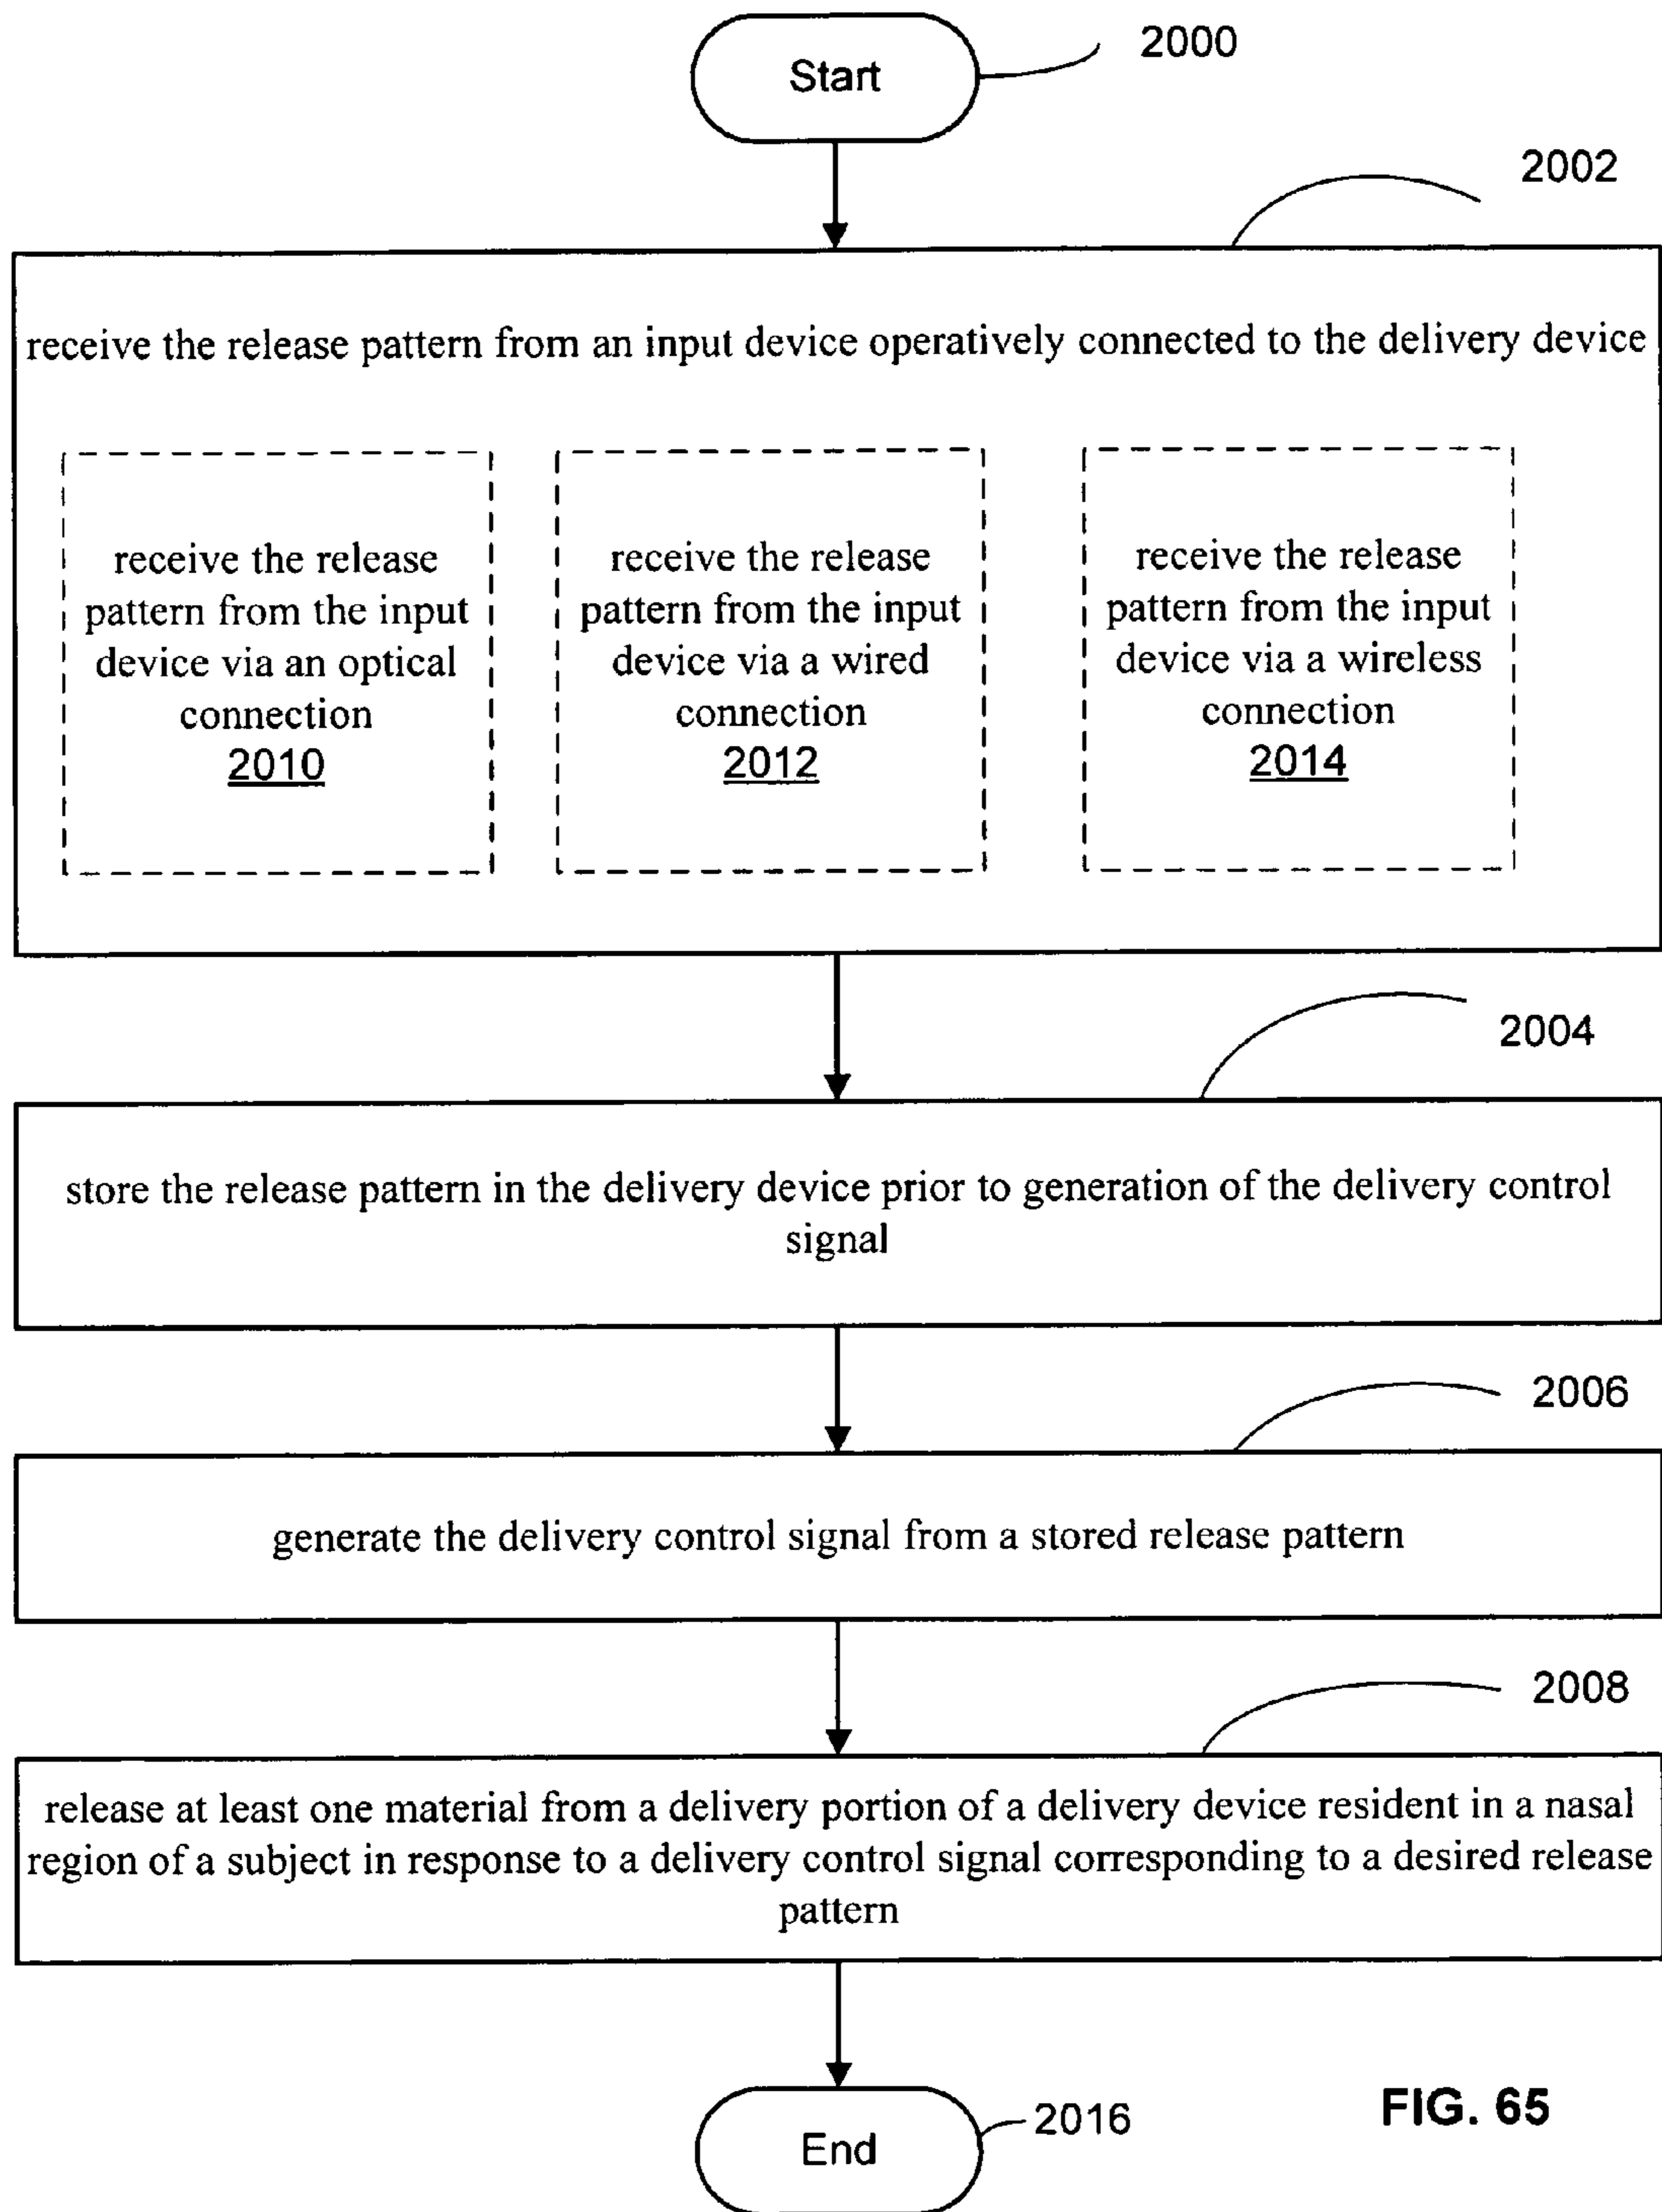 Start
2000
2002
receive the release pattern from an input device operatively connected to the delivery device
receive the release
pattern from the input
device via an optical
connection
2010
receive the release
pattern from the input
device via a wired
connection
2012
receive the release
pattern from the input
device via a wireless
connection
2014
2004
store the release pattern in the delivery device prior to generation of the delivery control
signal
2006
generate the delivery control signal from a stored release pattern
2008
release at least one material from a delivery portion of a delivery device resident in a nasal
region of a subject in response to a delivery control signal corresponding to a desired release
pattern
End
2016
FIG. 65